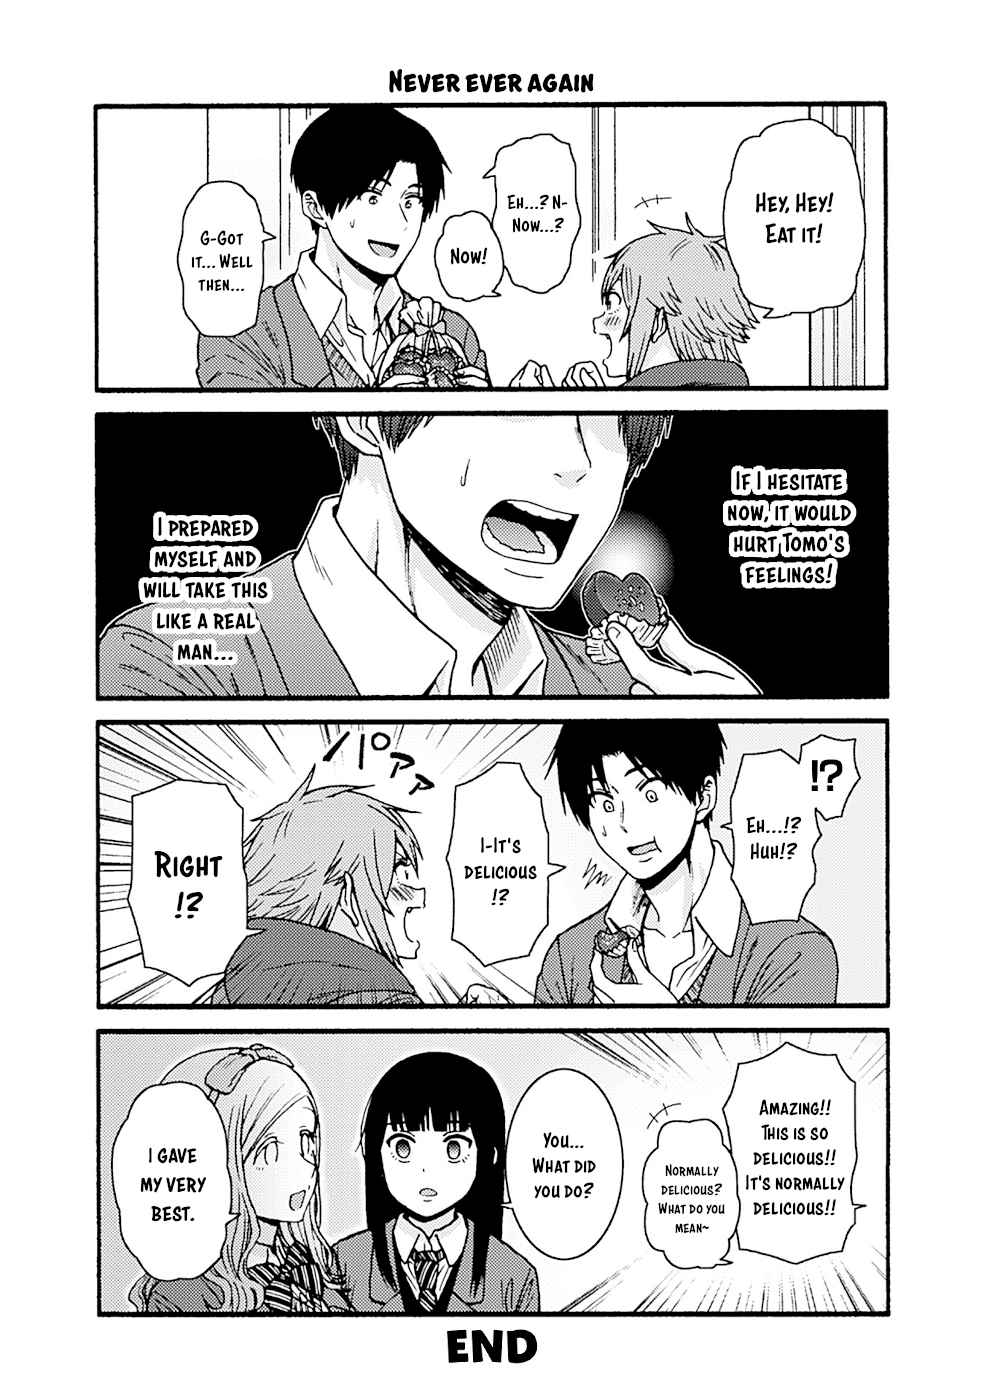 Never ever again
Hey, Hey!
Eat it!
Eh...? N-
Now...?
Now!
G-Got
it... Well
then...
If I hesitate
now, it would
hurt Tomo's
feelings!
I prepared
myself and
will take this
like a real
man...
!?
Eh...!?
Huh!?
I-It's
delicious
!?
パァァ
Right
!?
Amazing!!
This is so
delicious!!
It's normally
delicious!!
Normally
delicious?
What do you
mean~
You...
What did
you do?
I gave
my very
best.
END